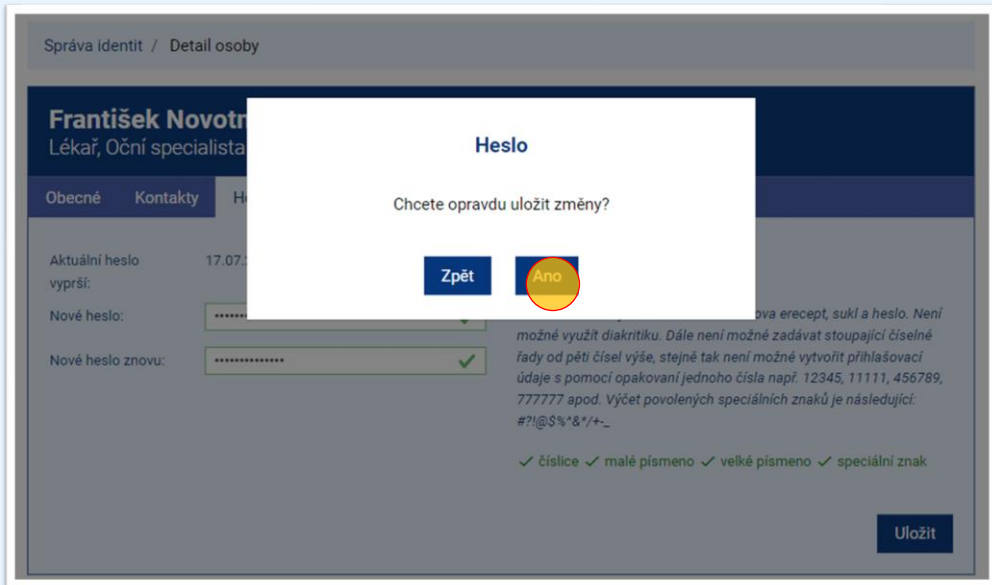 Správa identit / Detail osoby
František Novotn
Lékař, Oční specialista
Heslo
Obecné Kontakty
Chcete opravdu uložit změny?
Aktuální heslo vyprší:
17.07.
Zpět Ano
Nové heslo:
ova erecept, sukl a heslo. Není
možné využít diakritiku. Dále není možné zadávat stoupající číselné
Nové heslo znovu:
řady od pěti čísel výše, stejně tak není možné vytvořit přihlašovací
údaje s pomocí opakovaní jednoho čísla např. 12345, 11111, 456789,
777777 apod. Výčet povolených speciálních znaků je následující:
#?!@$%^&*/+-_
✓ číslice ✓ malé písmeno ✓ velké písmeno ✓ speciální znak
Uložit